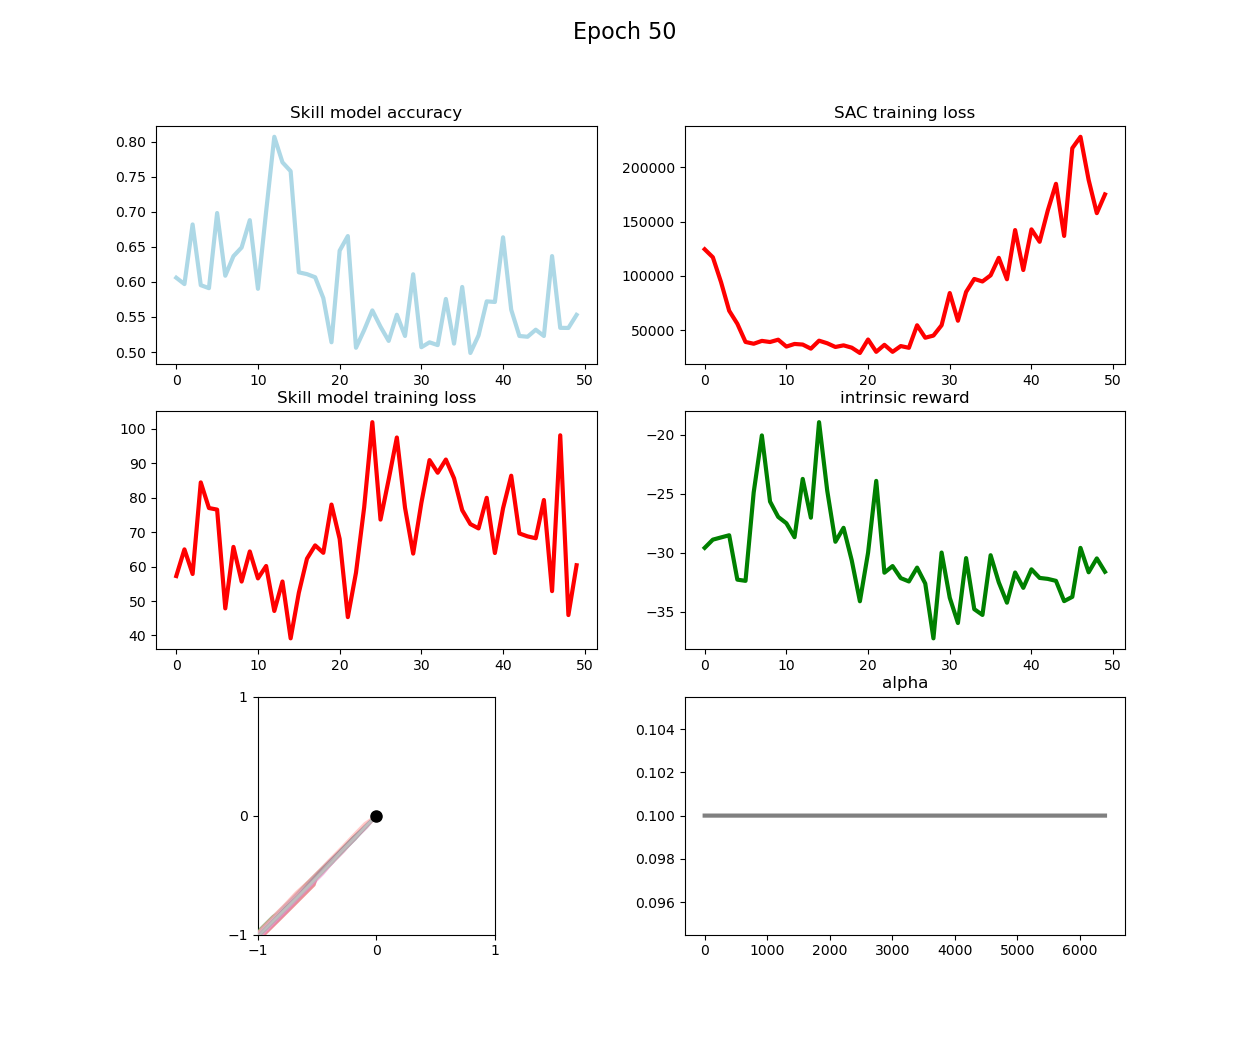 Epoch 50
Skill model accuracy
0.80
0.75
0.70
0.65
0.60
0.55
0.50
0 10 20 30 40 50
SAC training loss
200000
150000
100000
50000
0 10 20 30 40 50
Skill model training loss
100
90
80
70
60
50
40
0 10 20 30 40 50
intrinsic reward
−20
−25
−30
−35
0 10 20 30 40 50
1
0
−1
−1 0 1
alpha
0.104
0.102
0.100
0.098
0.096
0 1000 2000 3000 4000 5000 6000